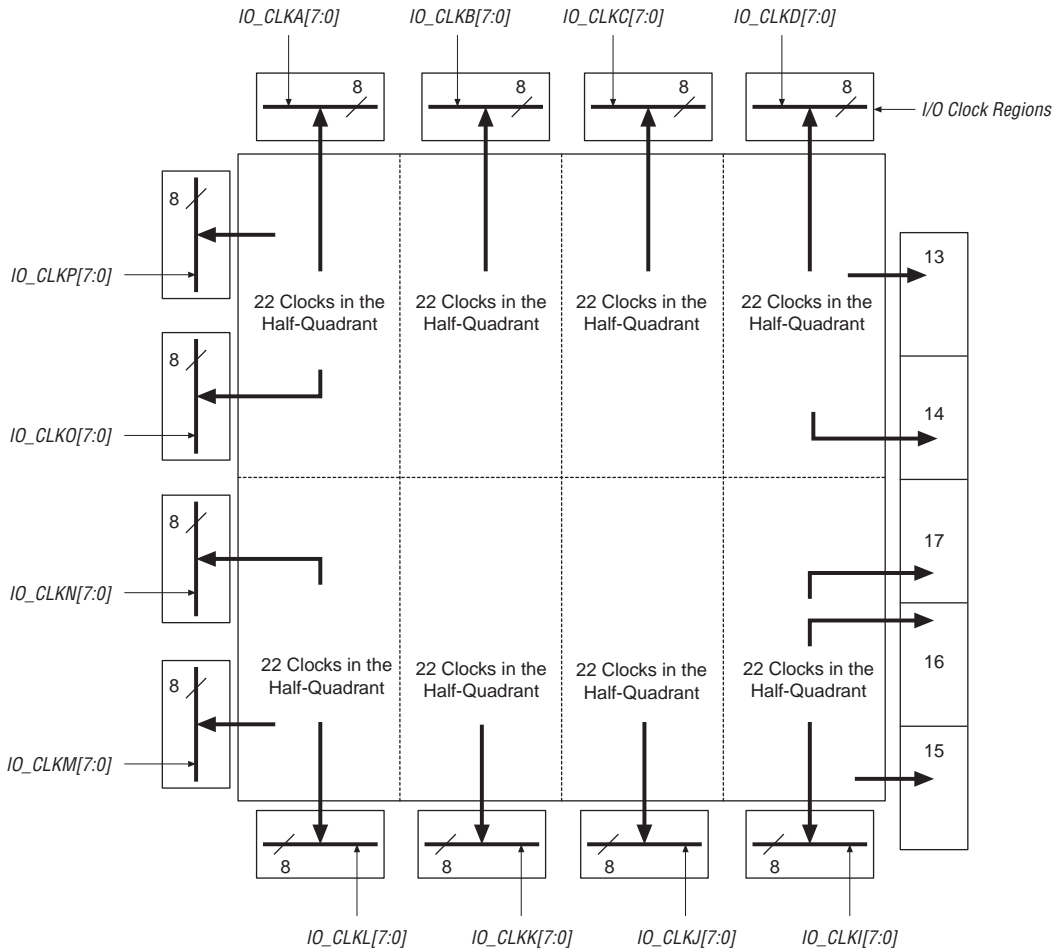 IO_CLKA[7:0] IO_CLKB[7:0] IO_CLKC[7:0] IO_CLKD[7:0]
8 8 8 8
I/O Clock Regions
8
IO_CLKP[7:0]
13
22 Clocks in the
Half-Quadrant
22 Clocks in the
Half-Quadrant
22 Clocks in the
Half-Quadrant
22 Clocks in the
Half-Quadrant
8
IO_CLKO[7:0]
14
8
IO_CLKN[7:0]
17
22 Clocks in the
Half-Quadrant
22 Clocks in the
Half-Quadrant
22 Clocks in the
Half-Quadrant
22 Clocks in the
Half-Quadrant
16
8
IO_CLKM[7:0]
15
8 8 8 8
IO_CLKL[7:0] IO_CLKK[7:0] IO_CLKJ[7:0] IO_CLKI[7:0]